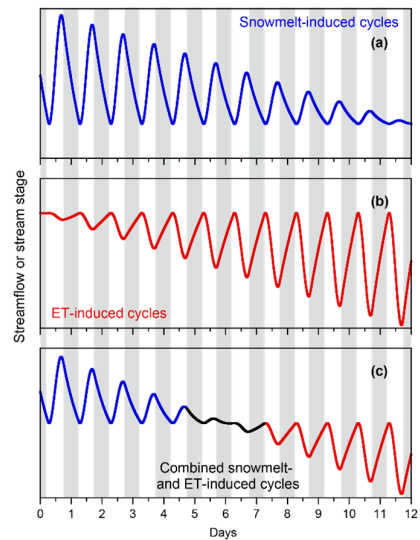 Snowmelt-induced cycles
(a)
(b)
ET-induced cycles
(c)
Combined snowmelt-
and ET-induced cycles
Streamflow or stream stage
0 1 2 3 4 5 6 7 8 9 10 11 12
Days